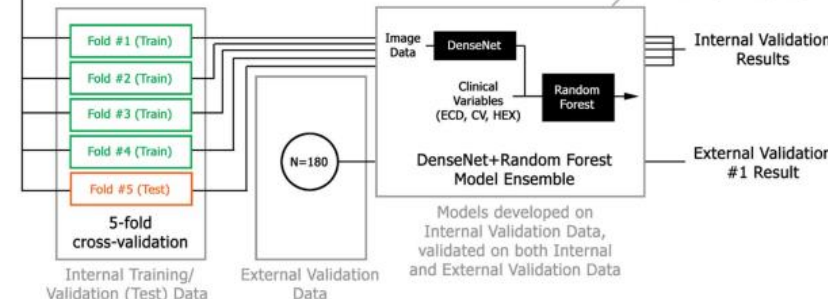 Fold #1 (Train)
Fold #2 (Train)
Fold #3 (Train)
Fold #4 (Train)
Fold #5 (Test)
5-fold
cross-validation
Internal Training/
Validation (Test) Data
N=180
External Validation
Data
Image
Data
DenseNet
Clinical
Variables
(ECD, CV, HEX)
Random
Forest
DenseNet+Random Forest
Model Ensemble
Models developed on
Internal Validation Data,
validated on both Internal
and External Validation Data
Internal Validation
Results
External Validation
#1 Result